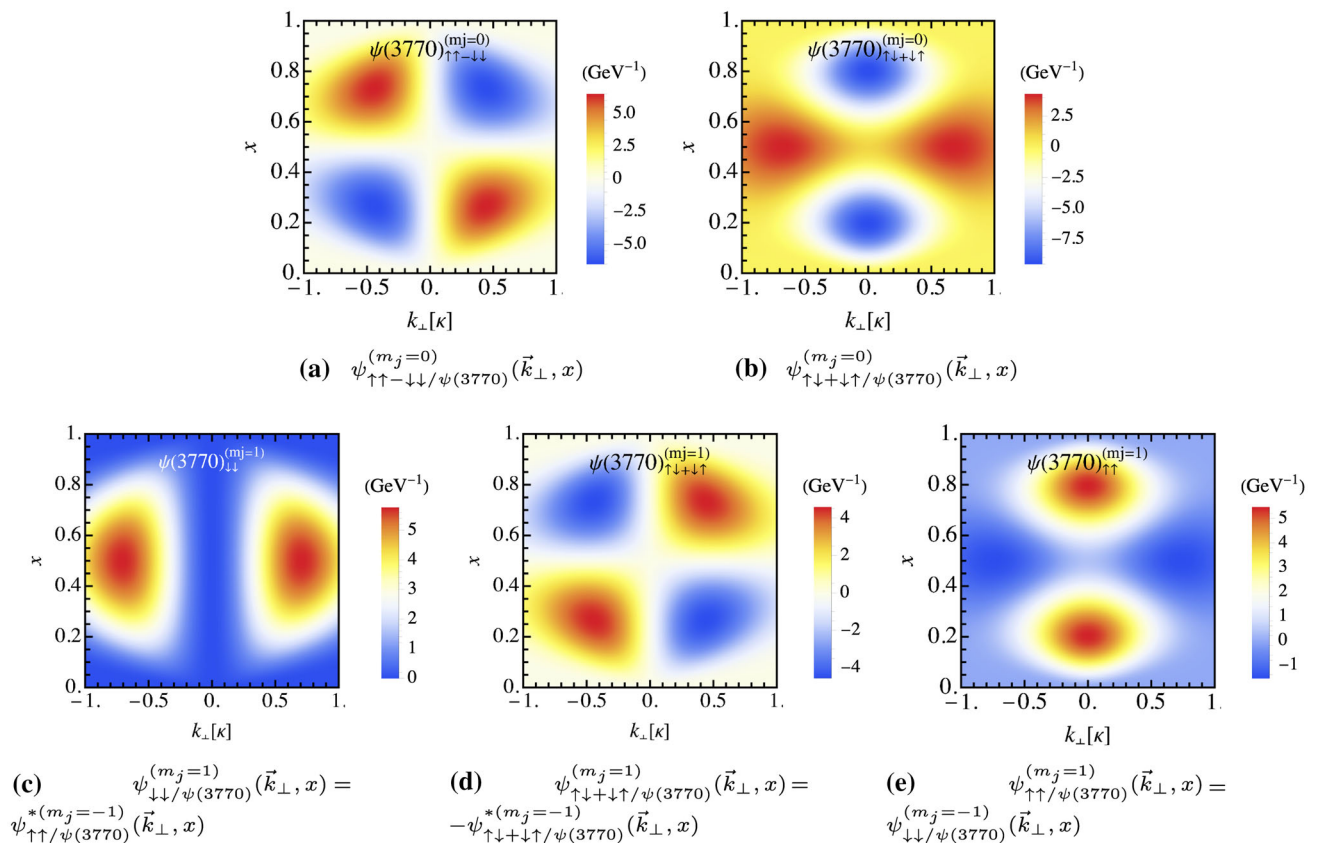 ψ(3770)↑↑−↓↓(mj=0)
(GeV⁻¹)
1.
0.8
0.6
0.4
0.2
0.
x
5.0
2.5
0
−2.5
−5.0
−1. −0.5 0. 0.5 1.
k⊥[κ]
(a) ψ↑↑−↓↓/ψ(3770)(mj=0)(k⃗⊥, x)
ψ(3770)↑↓+↓↑(mj=0)
(GeV⁻¹)
1.
0.8
0.6
0.4
0.2
0.
x
2.5
0
−2.5
−5.0
−7.5
−1. −0.5 0. 0.5 1.
k⊥[κ]
(b) ψ↑↓+↓↑/ψ(3770)(mj=0)(k⃗⊥, x)
ψ(3770)↓↓(mj=1)
(GeV⁻¹)
1.
0.8
0.6
0.4
0.2
0.
x
5
4
3
2
1
0
−1. −0.5 0. 0.5 1.
k⊥[κ]
(c) ψ↓↓/ψ(3770)(mj=1)(k⃗⊥, x) =
ψ↑↑/ψ(3770)*(mj=−1)(k⃗⊥, x)
ψ(3770)↑↓+↓↑(mj=1)
(GeV⁻¹)
1.
0.8
0.6
0.4
0.2
0.
x
4
2
0
−2
−4
−1. −0.5 0. 0.5 1.
k⊥[κ]
(d) ψ↑↓+↓↑/ψ(3770)(mj=1)(k⃗⊥, x) =
−ψ↑↓+↓↑/ψ(3770)*(mj=−1)(k⃗⊥, x)
ψ(3770)↑↑(mj=1)
(GeV⁻¹)
1.
0.8
0.6
0.4
0.2
0.
x
5
4
3
2
1
0
−1
−1. −0.5 0. 0.5 1.
k⊥[κ]
(e) ψ↑↑/ψ(3770)(mj=1)(k⃗⊥, x) =
ψ↓↓/ψ(3770)(mj=−1)(k⃗⊥, x)